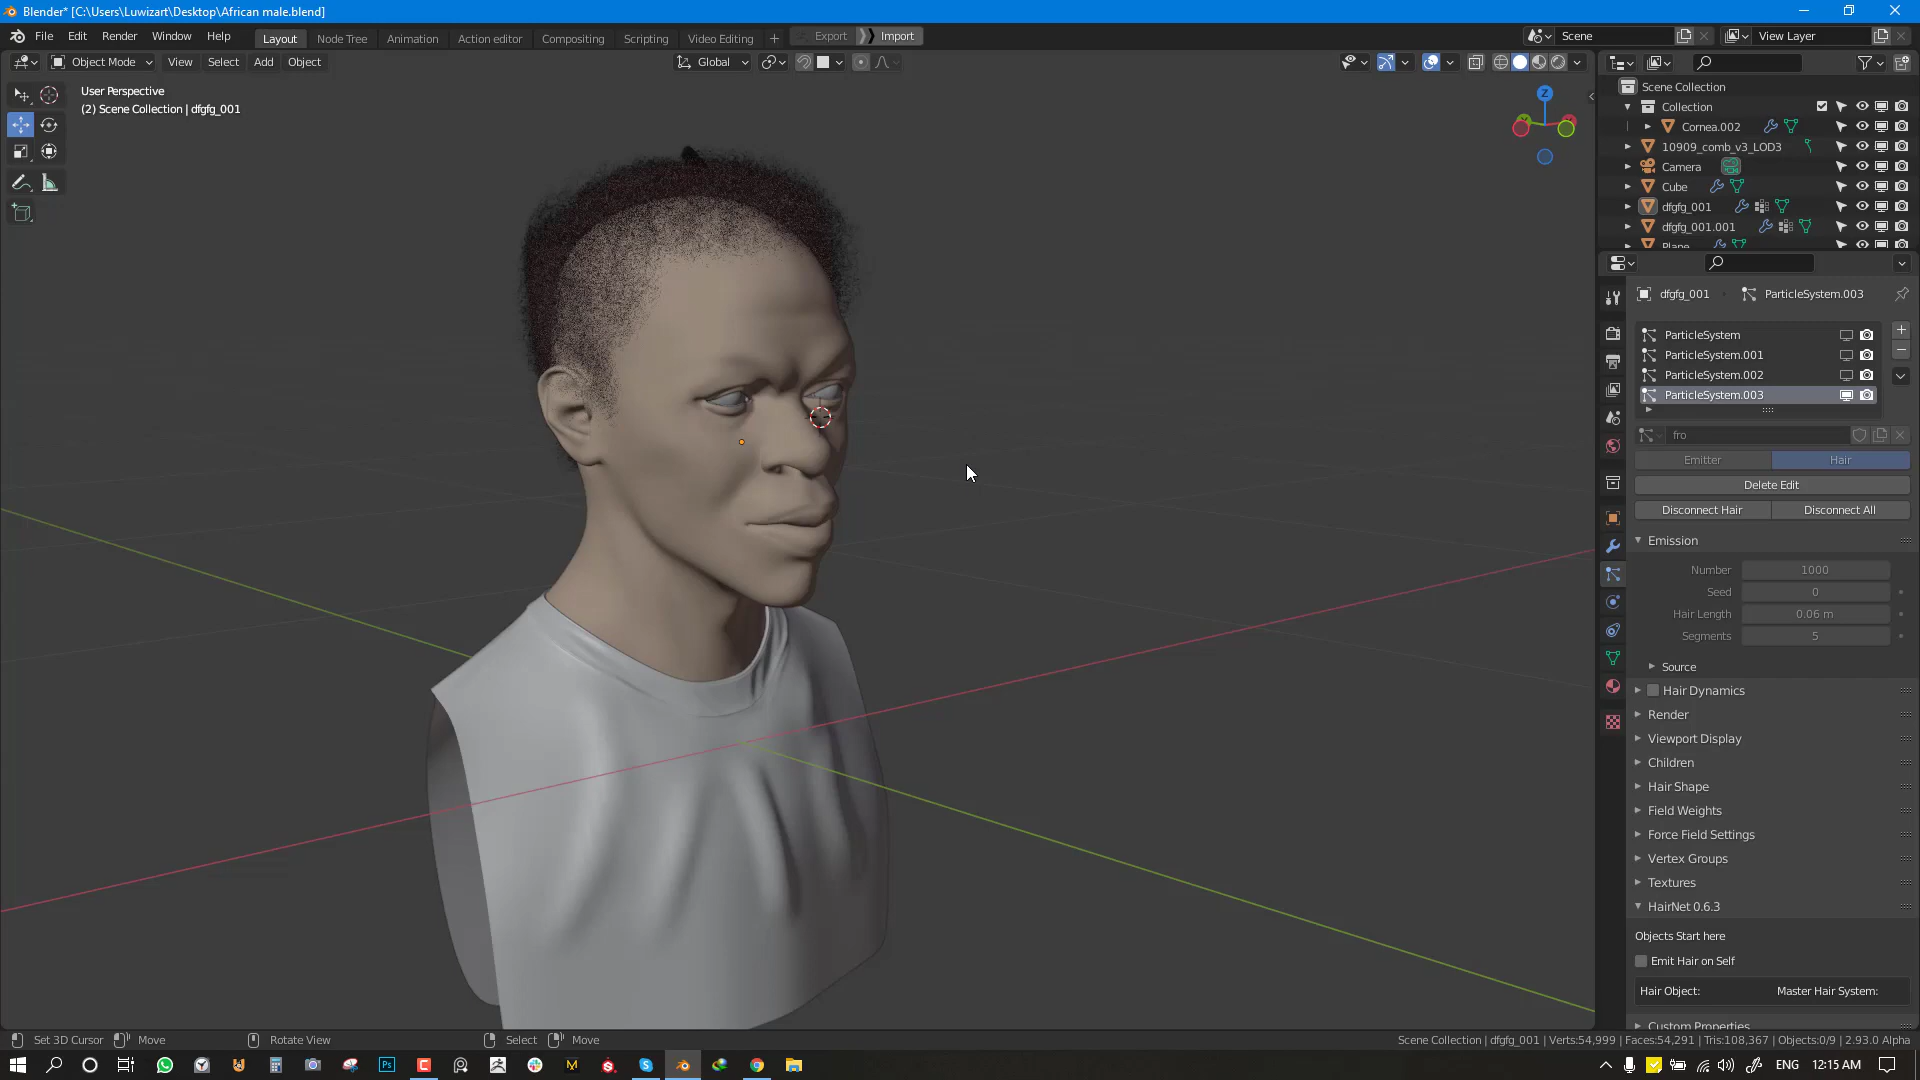 Blender* [C:\Users\Luwizart\Desktop\African male.blend]
File Edit Render Window Help
Layout Node Tree Animation Action editor Compositing Scripting Video Editing + Export Import
Scene View Layer
Object Mode View Select Add Object
Global
User Perspective
(2) Scene Collection | dfgfg_001
Z
Scene Collection
Collection
Cornea.002
10909_comb_v3_LOD3
Camera
Cube
dfgfg_001
dfgfg_001.001
Plane
dfgfg_001 ParticleSystem.003
ParticleSystem
ParticleSystem.001
ParticleSystem.002
ParticleSystem.003
fro
Emitter Hair
Delete Edit
Disconnect Hair Disconnect All
Emission
Number 1000
Seed 0
Hair Length 0.06 m
Segments 5
Source
Hair Dynamics
Render
Viewport Display
Children
Hair Shape
Field Weights
Force Field Settings
Vertex Groups
Textures
HairNet 0.6.3
Objects Start here
Emit Hair on Self
Hair Object: Master Hair System:
Custom Properties
Set 3D Cursor Move Rotate View Select Move
Scene Collection | dfgfg_001 | Verts:54,999 | Faces:54,291 | Tris:108,367 | Objects:0/9 | 2.93.0 Alpha
ENG 12:15 AM